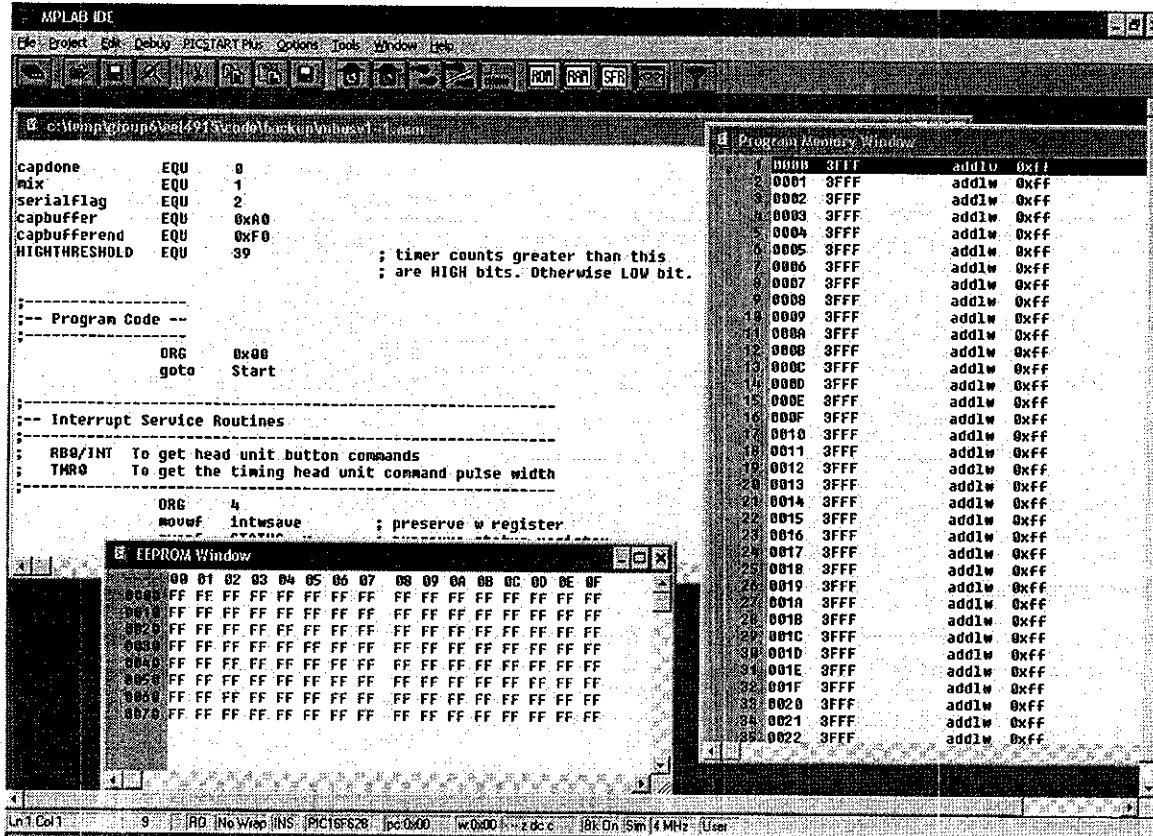 MPLAB IDE
File Project Edit Debug PICSTART Plus Options Tools Window Help
ROM RAM SFR
c:\temp\group6\eel4915\code\backup\mbusv1-1.asm
capdone EQU 0
mix EQU 1
serialflag EQU 2
capbuffer EQU 0xA0
capbufferend EQU 0xF0
HIGHTHRESHOLD EQU 39 ; timer counts greater than this
; are HIGH bits. Otherwise LOW bit.
;-----------------
;-- Program Code --
;-----------------
ORG 0x00
goto Start
;------------------------------------------------------
;-- Interrupt Service Routines
;------------------------------------------------------
; RB0/INT To get head unit button commands
; TMR0 To get the timing head unit command pulse width
;------------------------------------------------------
ORG 4
movwf intwsave ; preserve w register
EEPROM Window
00 01 02 03 04 05 06 07 08 09 0A 0B 0C 0D 0E 0F
0000 FF FF FF FF FF FF FF FF FF FF FF FF FF FF FF FF
0010 FF FF FF FF FF FF FF FF FF FF FF FF FF FF FF FF
0020 FF FF FF FF FF FF FF FF FF FF FF FF FF FF FF FF
0030 FF FF FF FF FF FF FF FF FF FF FF FF FF FF FF FF
0040 FF FF FF FF FF FF FF FF FF FF FF FF FF FF FF FF
0050 FF FF FF FF FF FF FF FF FF FF FF FF FF FF FF FF
0060 FF FF FF FF FF FF FF FF FF FF FF FF FF FF FF FF
0070 FF FF FF FF FF FF FF FF FF FF FF FF FF FF FF FF
Program Memory Window
1 0000 3FFF addlw 0xff
2 0001 3FFF addlw 0xff
3 0002 3FFF addlw 0xff
4 0003 3FFF addlw 0xff
5 0004 3FFF addlw 0xff
6 0005 3FFF addlw 0xff
7 0006 3FFF addlw 0xff
8 0007 3FFF addlw 0xff
9 0008 3FFF addlw 0xff
10 0009 3FFF addlw 0xff
11 000A 3FFF addlw 0xff
12 000B 3FFF addlw 0xff
13 000C 3FFF addlw 0xff
14 000D 3FFF addlw 0xff
15 000E 3FFF addlw 0xff
16 000F 3FFF addlw 0xff
17 0010 3FFF addlw 0xff
18 0011 3FFF addlw 0xff
19 0012 3FFF addlw 0xff
20 0013 3FFF addlw 0xff
21 0014 3FFF addlw 0xff
22 0015 3FFF addlw 0xff
23 0016 3FFF addlw 0xff
24 0017 3FFF addlw 0xff
25 0018 3FFF addlw 0xff
26 0019 3FFF addlw 0xff
27 001A 3FFF addlw 0xff
28 001B 3FFF addlw 0xff
29 001C 3FFF addlw 0xff
30 001D 3FFF addlw 0xff
31 001E 3FFF addlw 0xff
32 001F 3FFF addlw 0xff
33 0020 3FFF addlw 0xff
34 0021 3FFF addlw 0xff
35 0022 3FFF addlw 0xff
Ln 1 Col 1 9 RO No Wrap INS PIC16F628 pc:0x00 w:0x00 -- z dc c Bk On Sim 4 MHz User